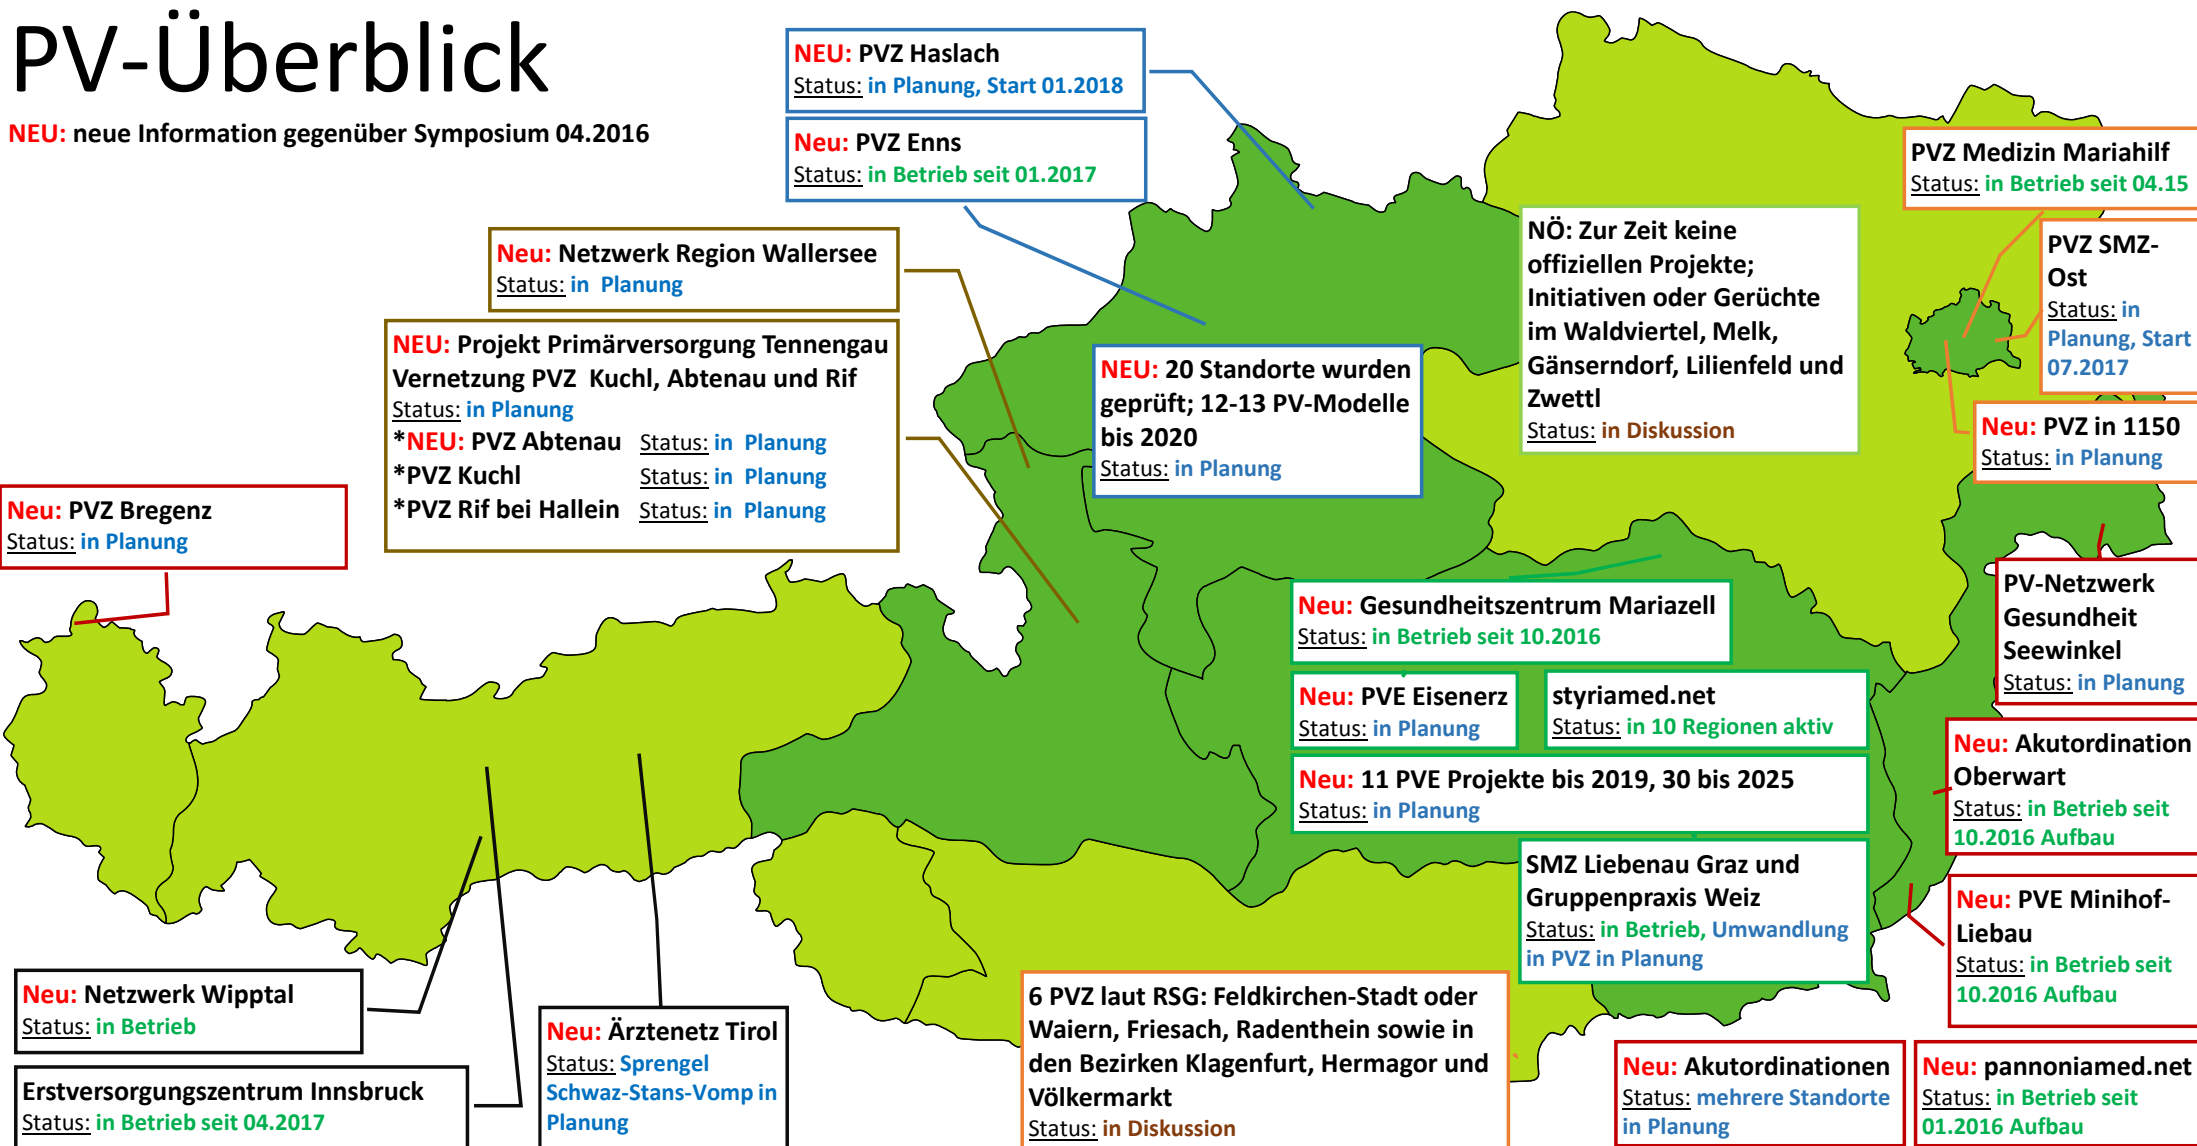 PV-Überblick
NEU: neue Information gegenüber Symposium 04.2016
NEU: PVZ Haslach
Status: in Planung, Start 01.2018
Neu: PVZ Enns
Status: in Betrieb seit 01.2017
Neu: Netzwerk Region Wallersee
Status: in Planung
NEU: Projekt Primärversorgung Tennengau
Vernetzung PVZ Kuchl, Abtenau und Rif
Status: in Planung
*NEU: PVZ Abtenau Status: in Planung
*PVZ Kuchl Status: in Planung
*PVZ Rif bei Hallein Status: in Planung
Neu: PVZ Bregenz
Status: in Planung
NEU: 20 Standorte wurden
geprüft; 12-13 PV-Modelle
bis 2020
Status: in Planung
NÖ: Zur Zeit keine
offiziellen Projekte;
Initiativen oder Gerüchte
im Waldviertel, Melk,
Gänserndorf, Lilienfeld und
Zwettl
Status: in Diskussion
PVZ Medizin Mariahilf
Status: in Betrieb seit 04.15
PVZ SMZ-
Ost
Status: in
Planung, Start
07.2017
Neu: PVZ in 1150
Status: in Planung
PV-Netzwerk
Gesundheit
Seewinkel
Status: in Planung
Neu: Gesundheitszentrum Mariazell
Status: in Betrieb seit 10.2016
Neu: PVE Eisenerz
Status: in Planung
styriamed.net
Status: in 10 Regionen aktiv
Neu: 11 PVE Projekte bis 2019, 30 bis 2025
Status: in Planung
SMZ Liebenau Graz und
Gruppenpraxis Weiz
Status: in Betrieb, Umwandlung
in PVZ in Planung
Neu: Akutordination
Oberwart
Status: in Betrieb seit
10.2016 Aufbau
Neu: PVE Minihof-
Liebau
Status: in Betrieb seit
10.2016 Aufbau
Neu: Netzwerk Wipptal
Status: in Betrieb
Erstversorgungszentrum Innsbruck
Status: in Betrieb seit 04.2017
Neu: Ärztenetz Tirol
Status: Sprengel
Schwaz-Stans-Vomp in
Planung
6 PVZ laut RSG: Feldkirchen-Stadt oder
Waiern, Friesach, Radenthein sowie in
den Bezirken Klagenfurt, Hermagor und
Völkermarkt
Status: in Diskussion
Neu: Akutordinationen
Status: mehrere Standorte
in Planung
Neu: pannoniamed.net
Status: in Betrieb seit
01.2016 Aufbau